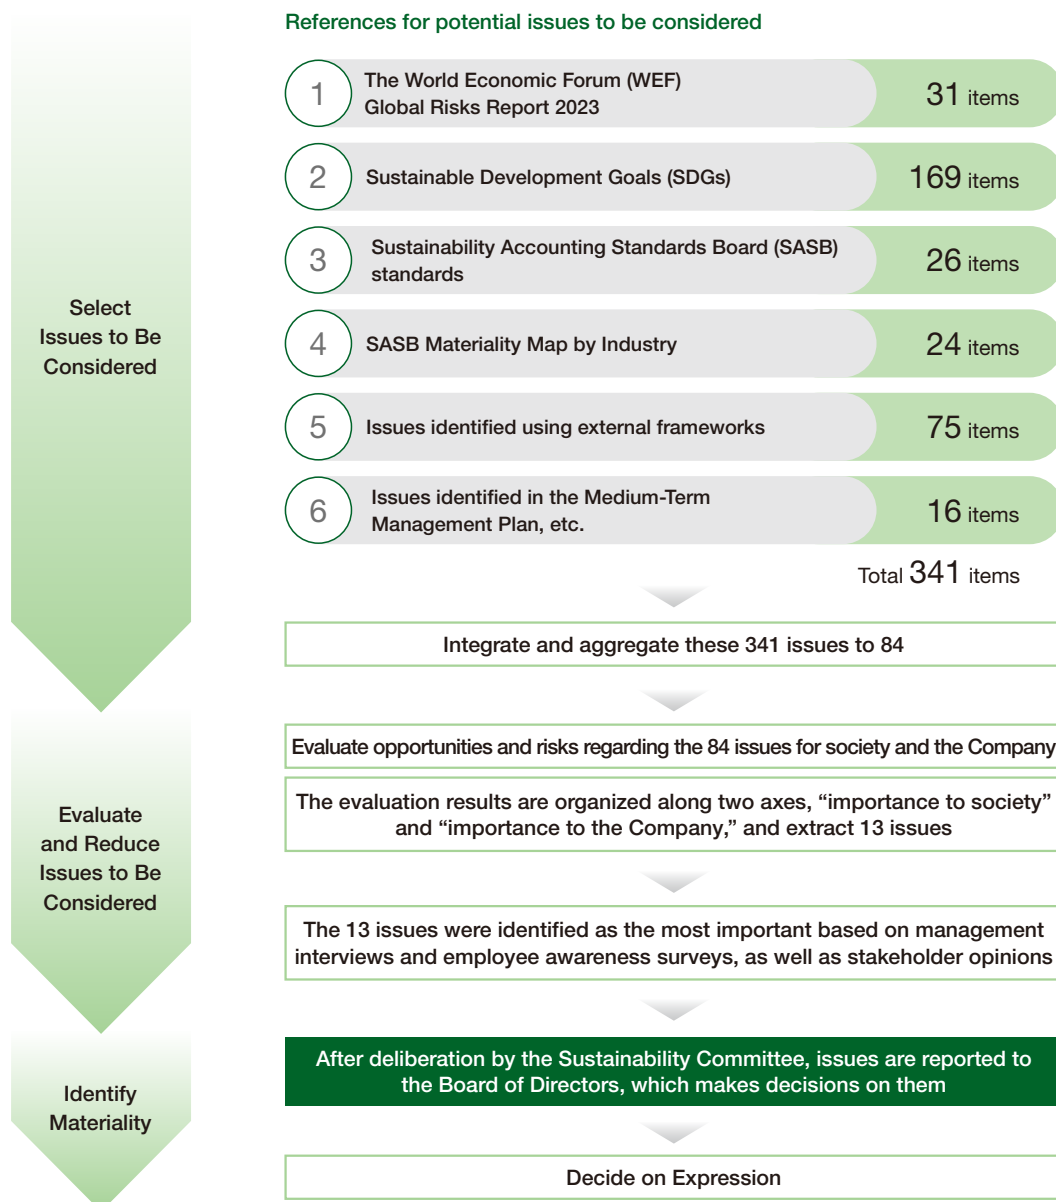 References for potential issues to be considered
1
The World Economic Forum (WEF)
Global Risks Report 2023
31 items
2
Sustainable Development Goals (SDGs)
169 items
3
Sustainability Accounting Standards Board (SASB)
standards
26 items
4
SASB Materiality Map by Industry
24 items
5
Issues identified using external frameworks
75 items
6
Issues identified in the Medium-Term
Management Plan, etc.
16 items
Total 341 items
Select
Issues to Be
Considered
Integrate and aggregate these 341 issues to 84
Evaluate opportunities and risks regarding the 84 issues for society and the Company
The evaluation results are organized along two axes, “importance to society”
and “importance to the Company,” and extract 13 issues
Evaluate
and Reduce
Issues to Be
Considered
The 13 issues were identified as the most important based on management
interviews and employee awareness surveys, as well as stakeholder opinions
After deliberation by the Sustainability Committee, issues are reported to
the Board of Directors, which makes decisions on them
Identify
Materiality
Decide on Expression